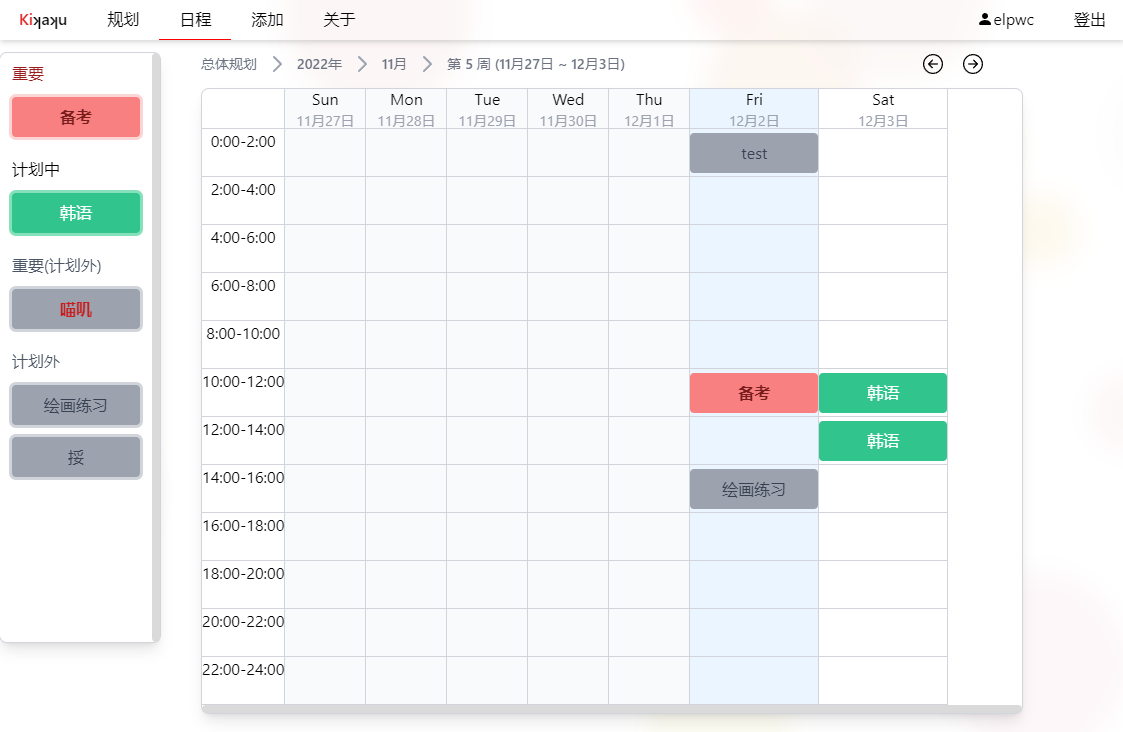 Kikaku 规划 日程 添加 关于 elpwc 登出
重要
备考
计划中
韩语
重要(计划外)
喵叽
计划外
绘画练习
挼
总体规划 2022年 11月 第 5 周 (11月27日 ~ 12月3日)
Sun Mon Tue Wed Thu Fri Sat
11月27日 11月28日 11月29日 11月30日 12月1日 12月2日 12月3日
0:00-2:00 test
2:00-4:00
4:00-6:00
6:00-8:00
8:00-10:00
10:00-12:00 备考 韩语
12:00-14:00 韩语
14:00-16:00 绘画练习
16:00-18:00
18:00-20:00
20:00-22:00
22:00-24:00